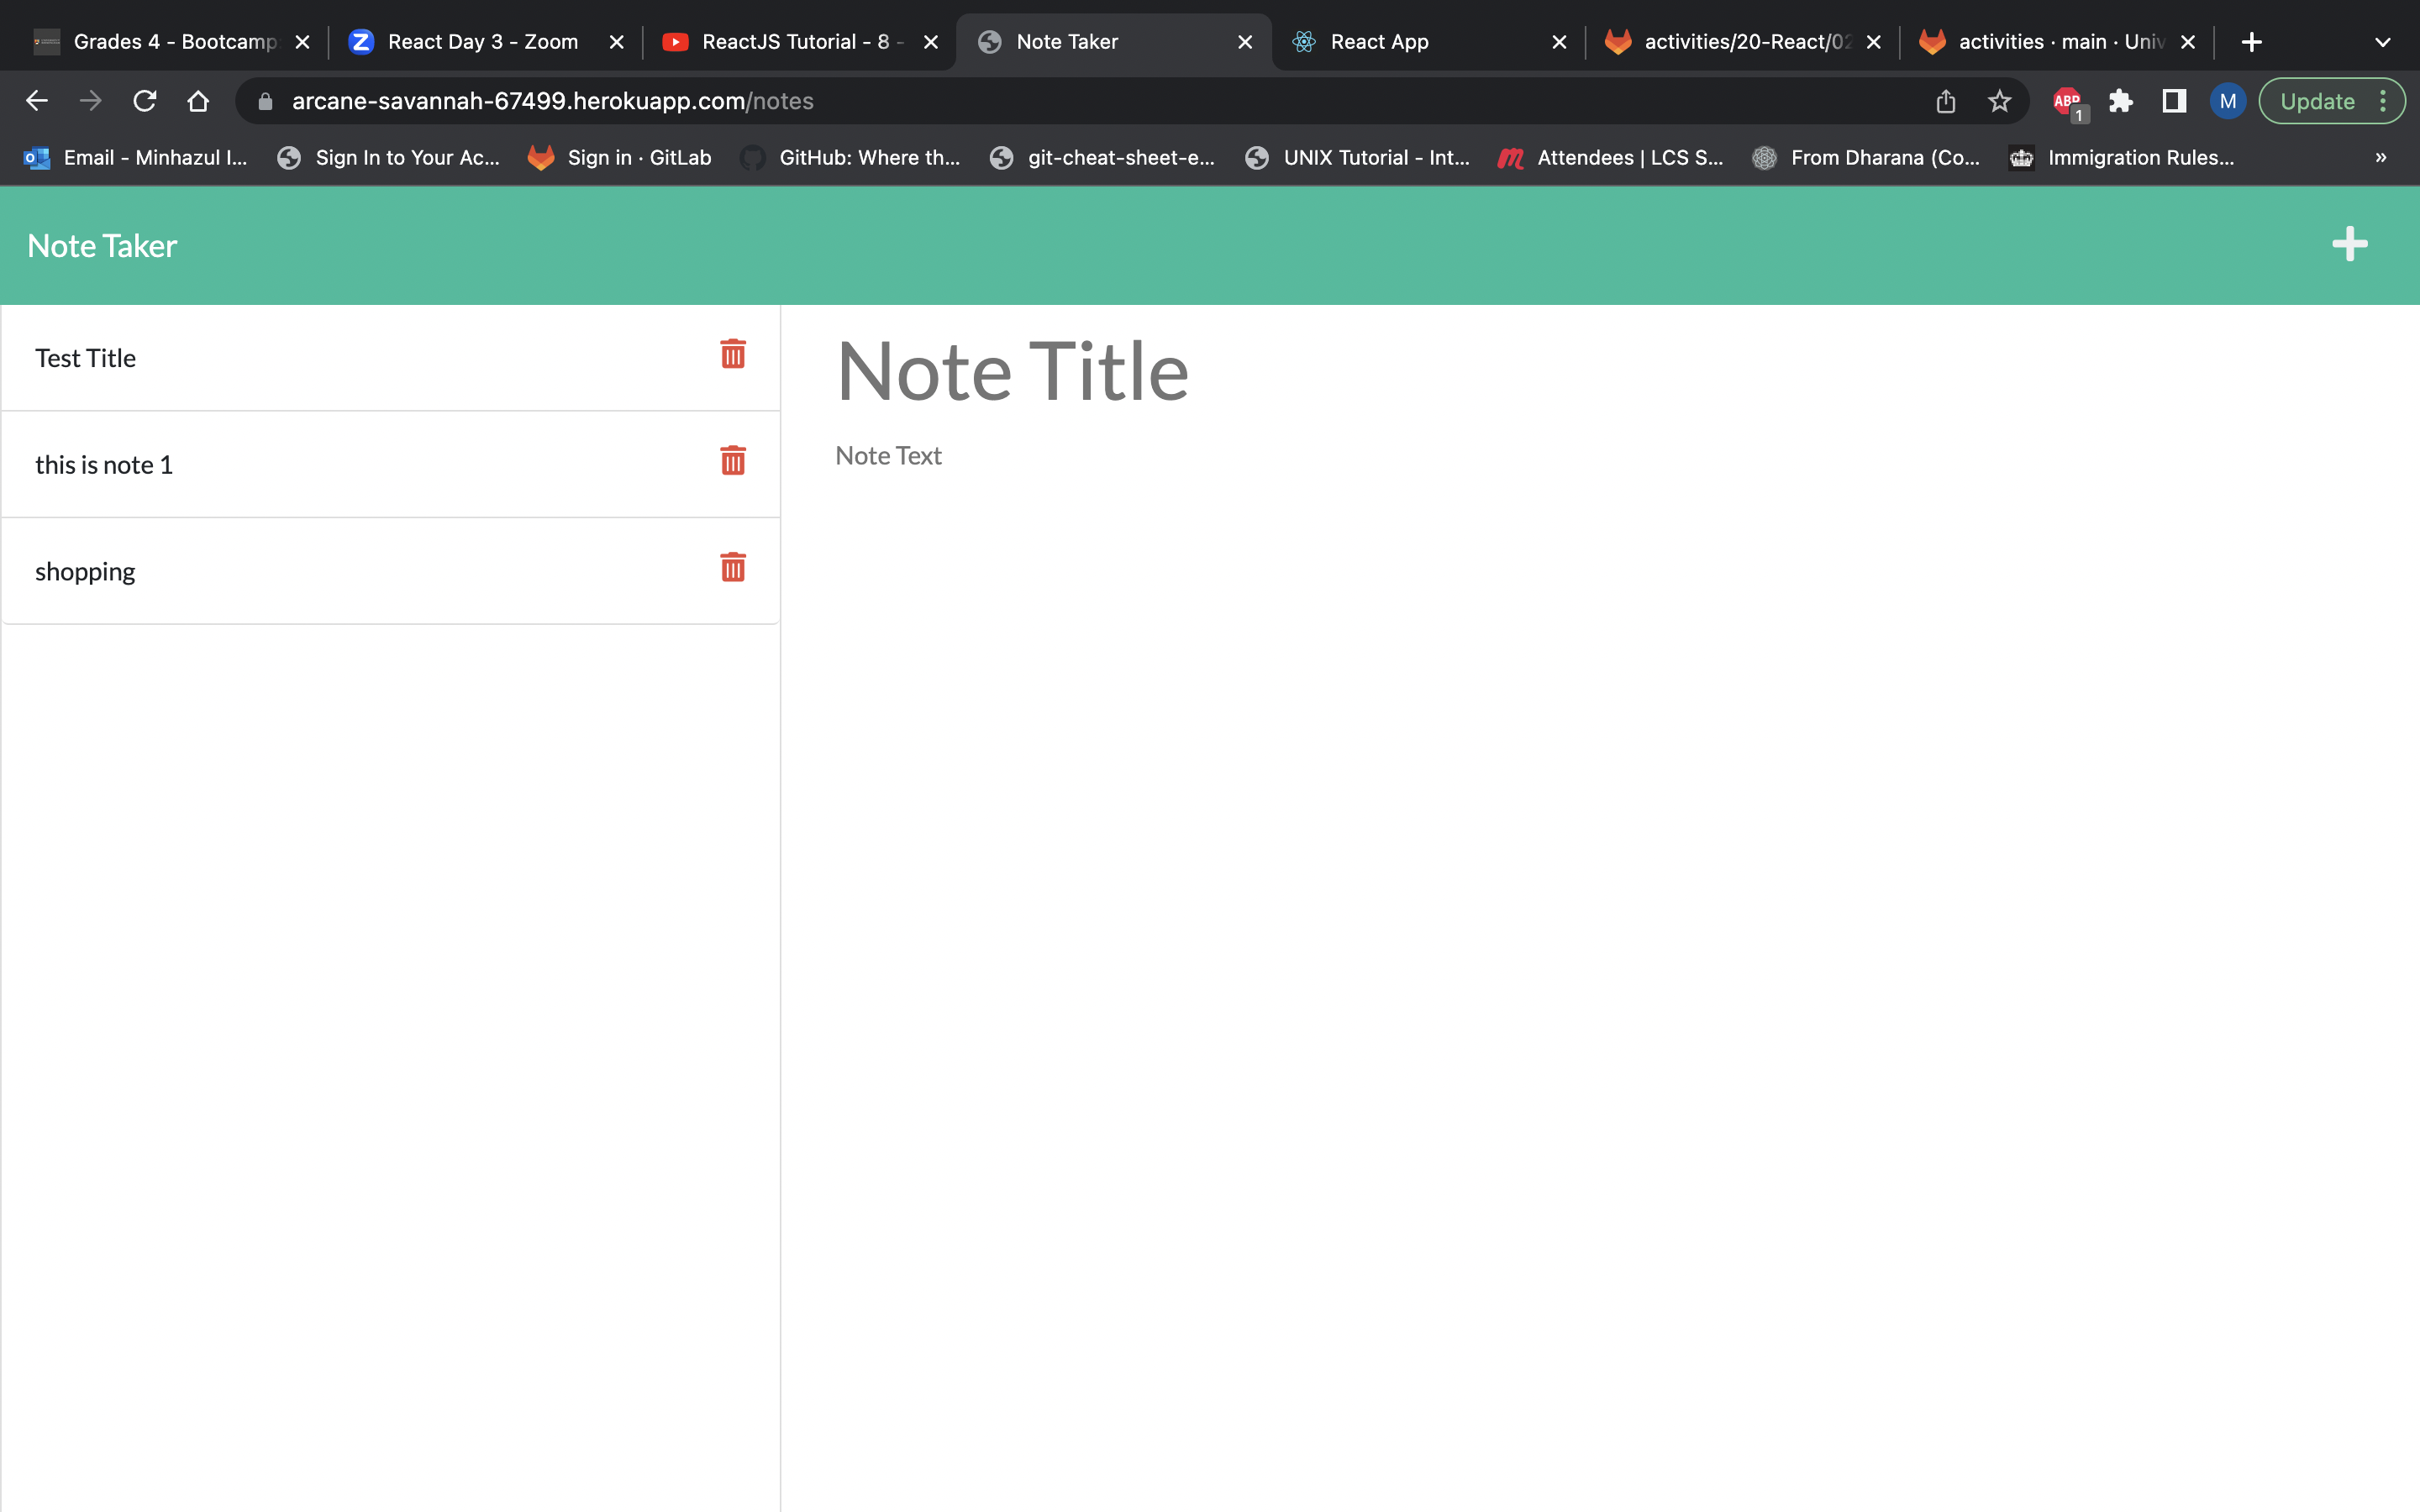 Grades 4 - Bootcamp
React Day 3 - Zoom
ReactJS Tutorial - 8 -
Note Taker
React App
activities/20-React/02
activities · main · Univ
arcane-savannah-67499.herokuapp.com/notes
ABP
1
M
Update
Email - Minhazul I...
Sign In to Your Ac...
Sign in · GitLab
GitHub: Where th...
git-cheat-sheet-e...
UNIX Tutorial - Int...
Attendees | LCS S...
From Dharana (Co...
Immigration Rules...
»
Note Taker
Test Title
this is note 1
shopping
Note Title
Note Text